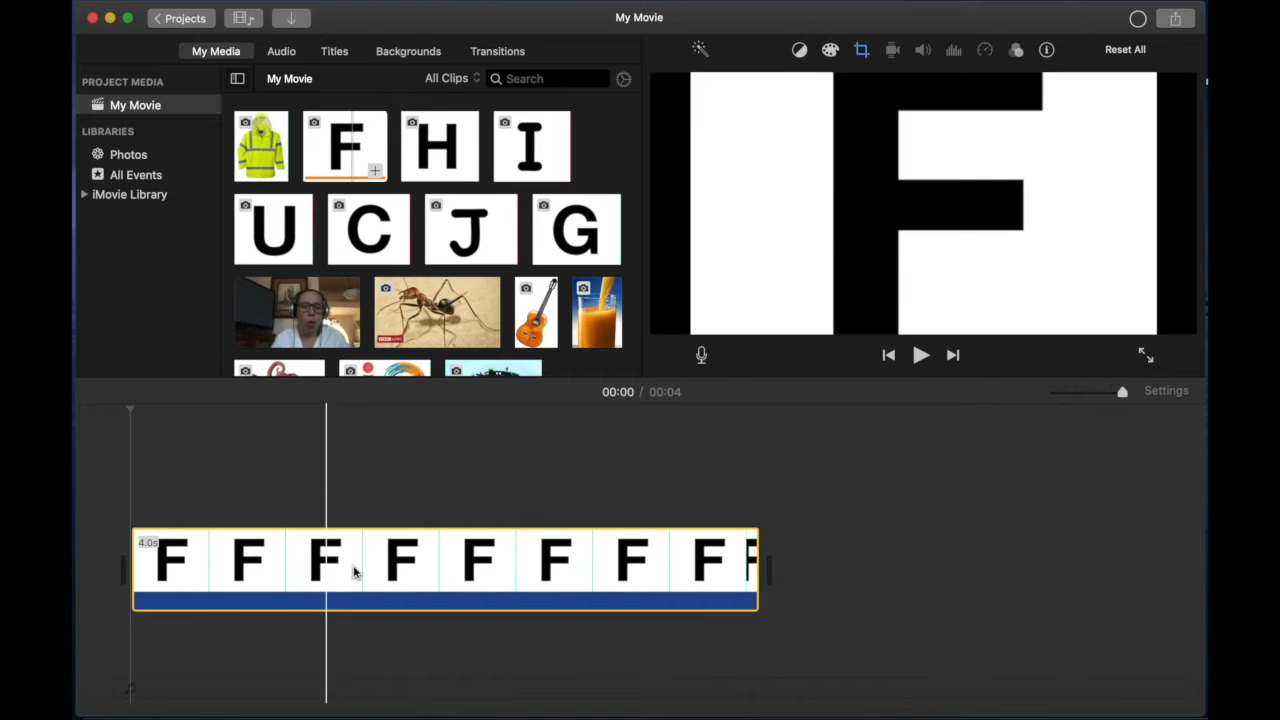 Projects
My Movie
My Media
Audio
Titles
Backgrounds
Transitions
Reset All
PROJECT MEDIA
My Movie
LIBRARIES
Photos
All Events
iMovie Library
My Movie
All Clips
Search
F
H
I
U
C
J
G
F
00:00 / 00:04
Settings
4.0s
F F F F F F F F F